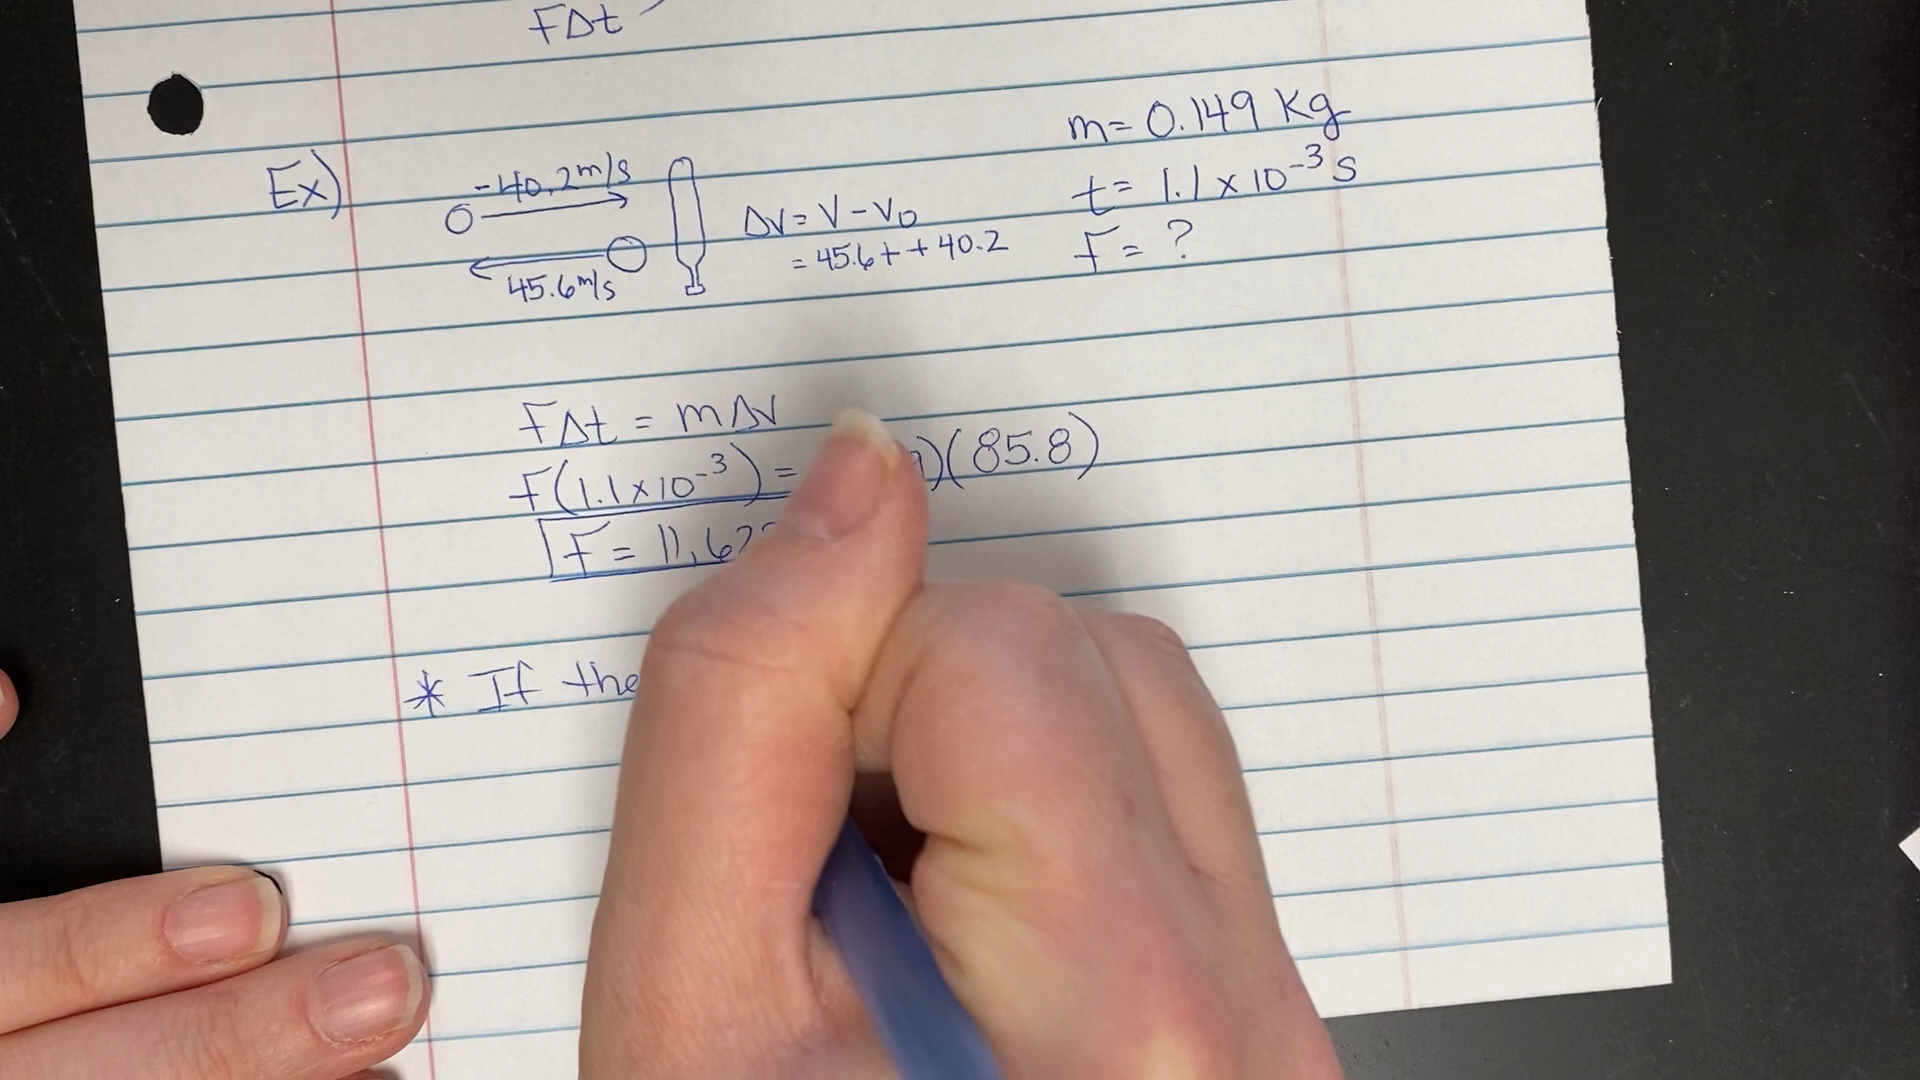 FΔt
m= 0.149 Kg
Ex) -40.2m/s
t= 1.1 x 10⁻³ s
ΔV= V-V₀
F = ?
= 45.6+ + 40.2
45.6m/s
FΔt = mΔV
F(1.1x10⁻³) = )(85.8)
F = 11,62
* If the